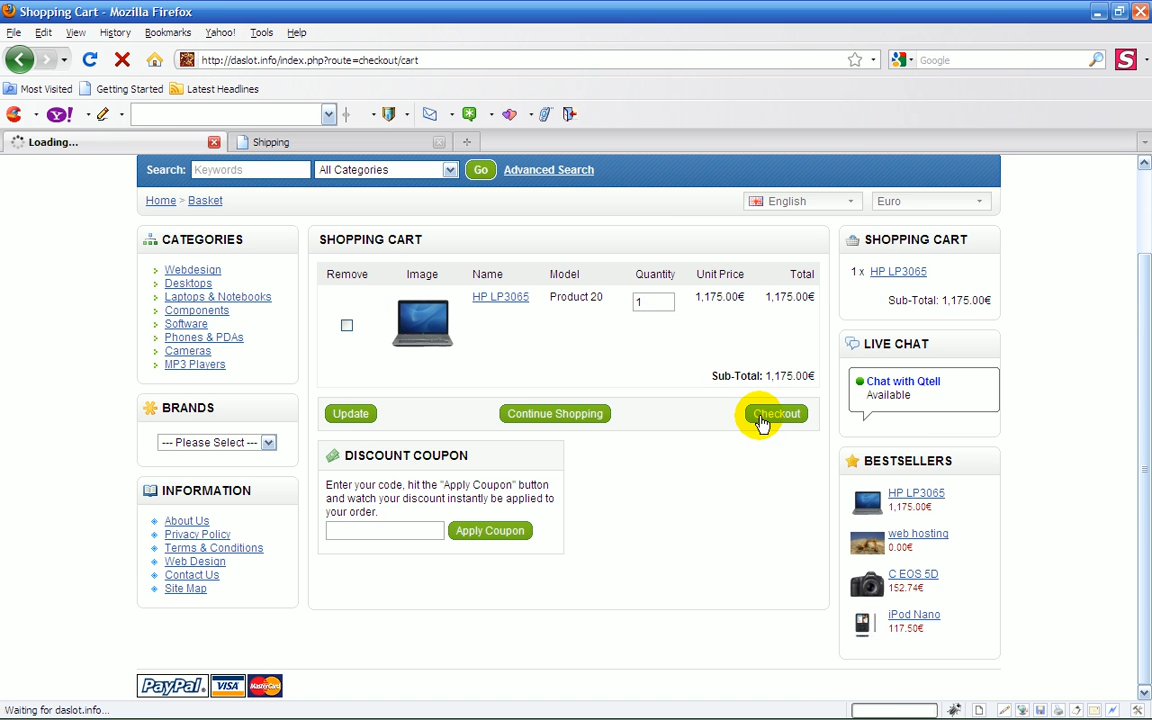 Shopping Cart - Mozilla Firefox
File Edit View History Bookmarks Yahoo! Tools Help
http://daslot.info/index.php?route=checkout/cart
Google
S
Most Visited Getting Started Latest Headlines
Y!
Loading... Shipping
Search: Keywords All Categories Go Advanced Search
Home > Basket
English Euro
CATEGORIES
Webdesign
Desktops
Laptops & Notebooks
Components
Software
Phones & PDAs
Cameras
MP3 Players
BRANDS
--- Please Select ---
INFORMATION
About Us
Privacy Policy
Terms & Conditions
Web Design
Contact Us
Site Map
SHOPPING CART
Remove Image Name Model Quantity Unit Price Total
HP LP3065 Product 20 1 1,175.00€ 1,175.00€
Sub-Total: 1,175.00€
Update Continue Shopping Checkout
DISCOUNT COUPON
Enter your code, hit the "Apply Coupon" button
and watch your discount instantly be applied to
your order.
Apply Coupon
SHOPPING CART
1 x HP LP3065
Sub-Total: 1,175.00€
LIVE CHAT
Chat with Qtell
Available
BESTSELLERS
HP LP3065
1,175.00€
web hosting
0.00€
C EOS 5D
152.74€
iPod Nano
117.50€
PayPal VISA MasterCard
Waiting for daslot.info...